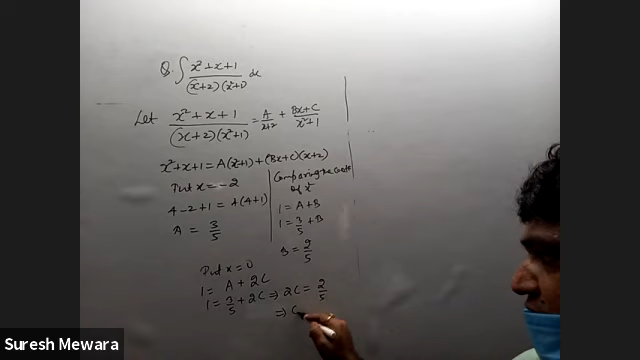 Q. ∫ x²+x+1 / (x+2)(x²+1) dx
Let x²+x+1 / (x+2)(x²+1) = A / x+2 + Bx+C / x²+1
x²+x+1 = A(x²+1)+(Bx+C)(x+2)
Put x = -2
4-2+1 = A(4+1)
A = 3/5
Comparing the Coeffs
of x²
1 = A+B
1 = 3/5 + B
B = 2/5
Put x = 0
1 = A + 2C
1 = 3/5 + 2C ⇒ 2C = 2/5
⇒ C
Suresh Mewara